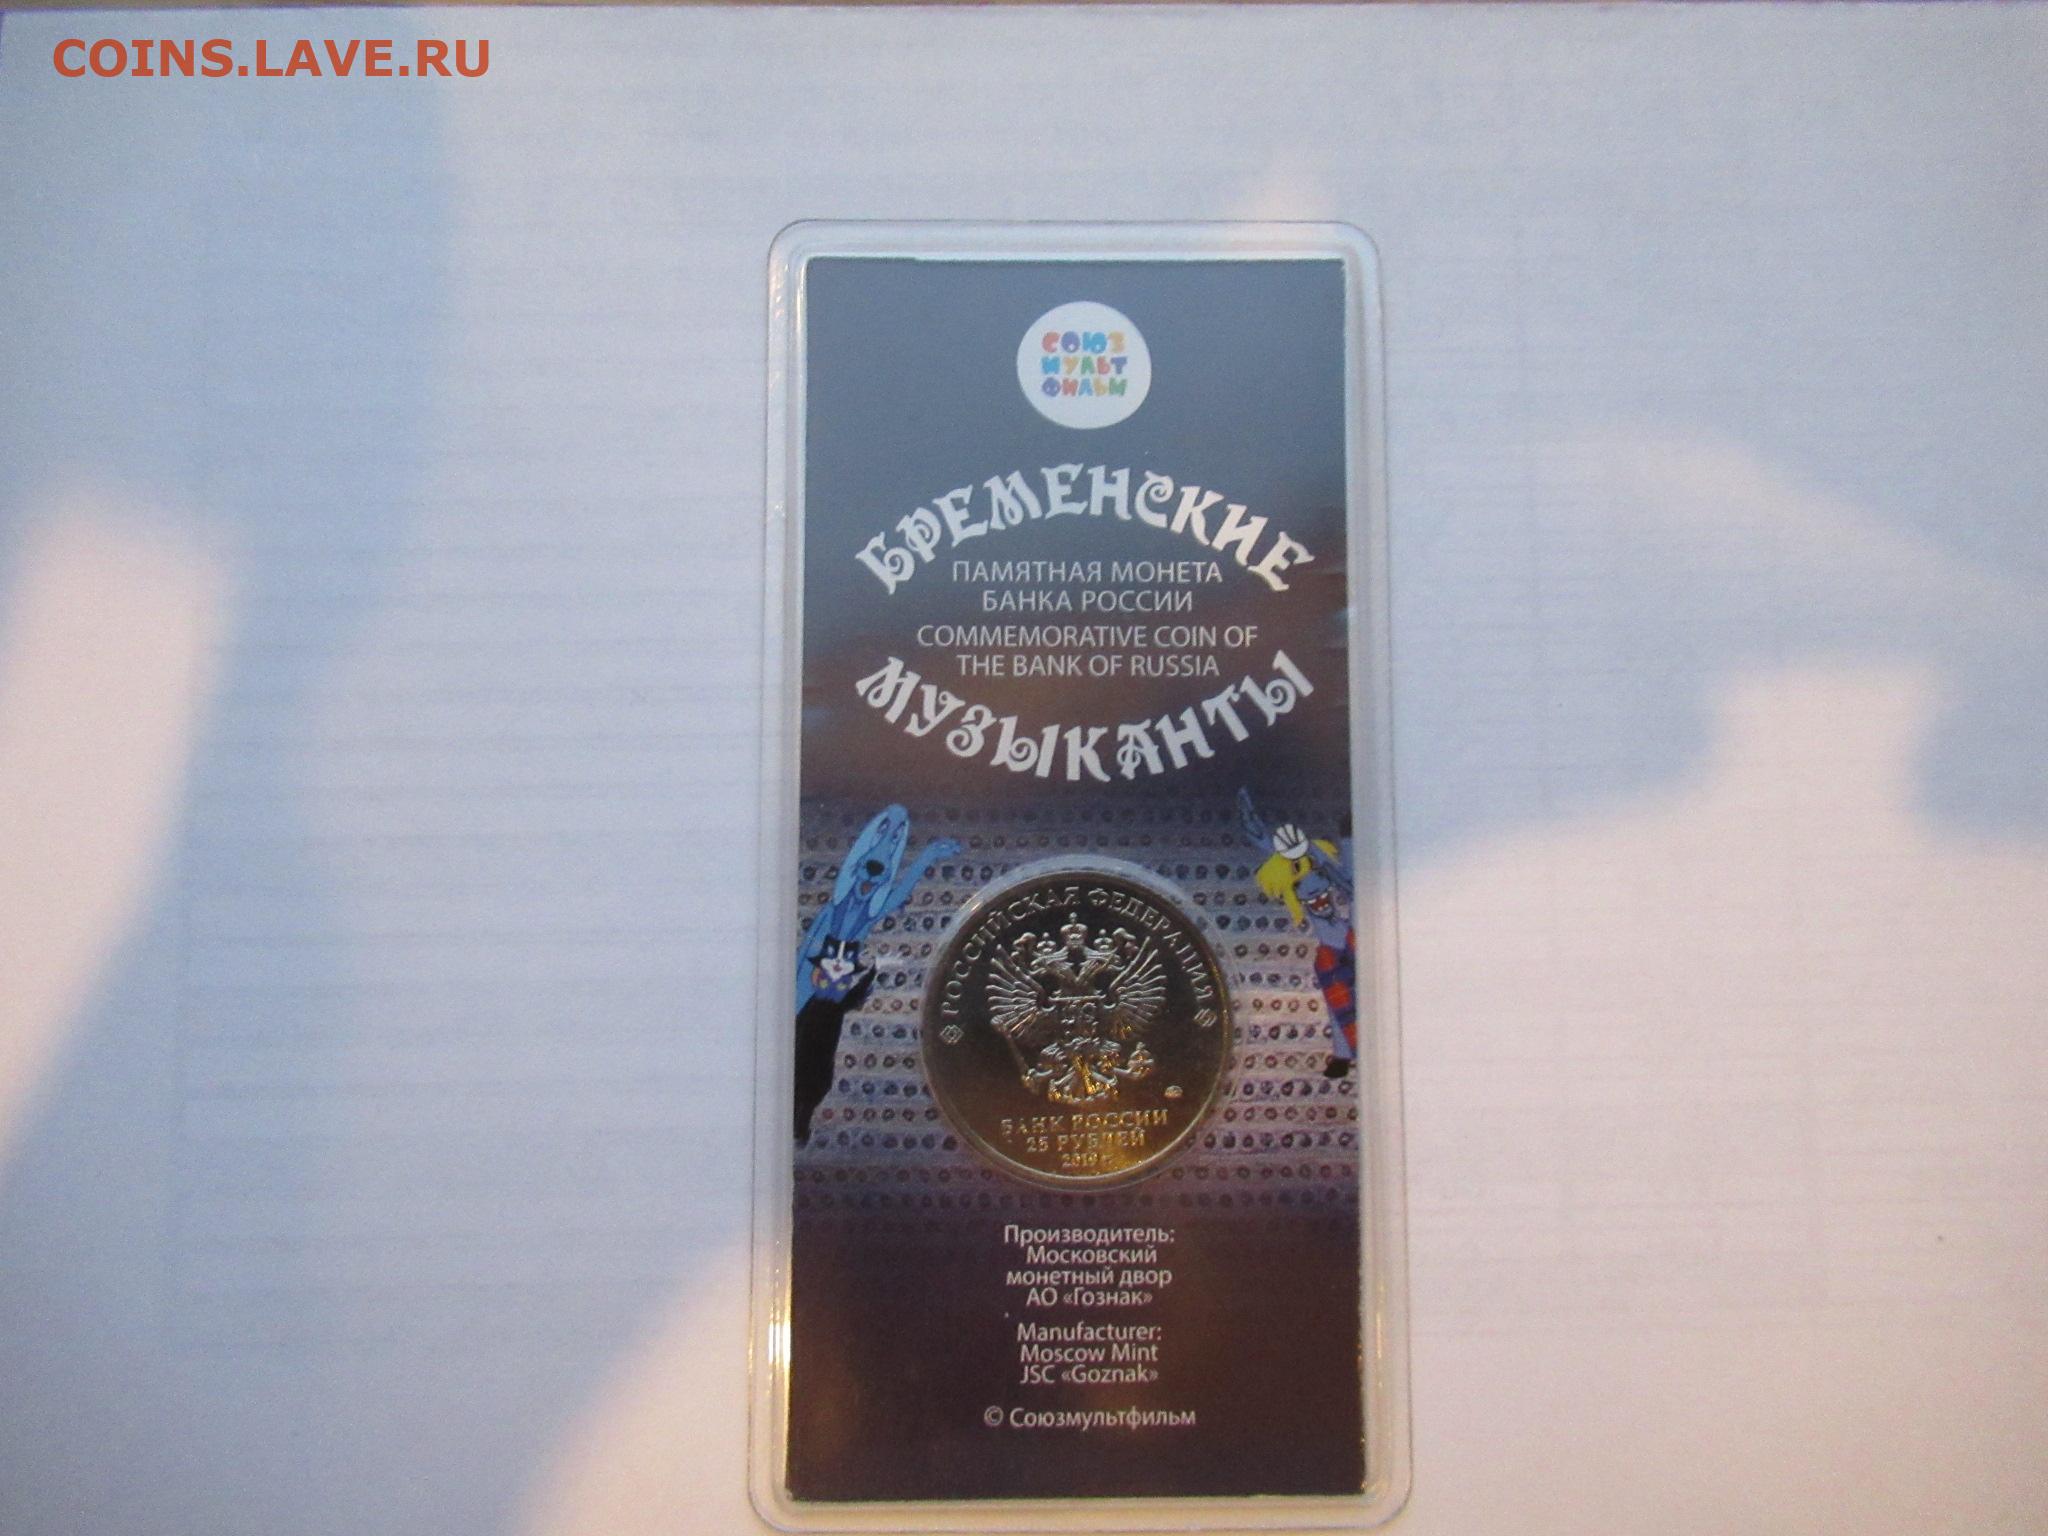 COINS.LAVE.RU
СОЮЗ
МУЛЬТ
ФИЛЬМ
БРЕМЕНСКИЕ
ПАМЯТНАЯ МОНЕТА
БАНКА РОССИИ
COMMEMORATIVE COIN OF
THE BANK OF RUSSIA
МУЗЫКАНТЫ
РОССИЙСКАЯ ФЕДЕРАЦИЯ
БАНК РОССИИ
25 РУБЛЕЙ
2019 г.
Производитель:
Московский
монетный двор
АО «Гознак»
Manufacturer:
Moscow Mint
JSC «Goznak»
© Союзмультфильм